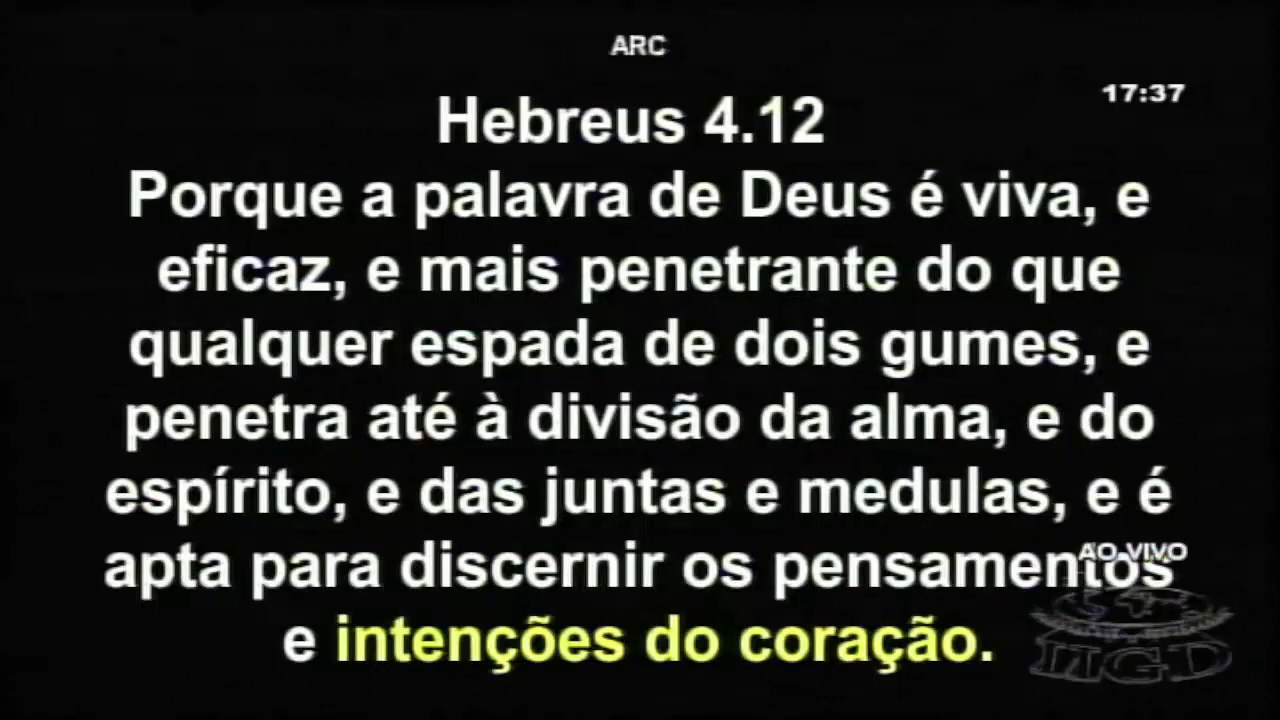 ARC
17:37
Hebreus 4.12
Porque a palavra de Deus é viva, e
eficaz, e mais penetrante do que
qualquer espada de dois gumes, e
penetra até à divisão da alma, e do
espírito, e das juntas e medulas, e é
apta para discernir os pensamentos
AO VIVO
e intenções do coração.